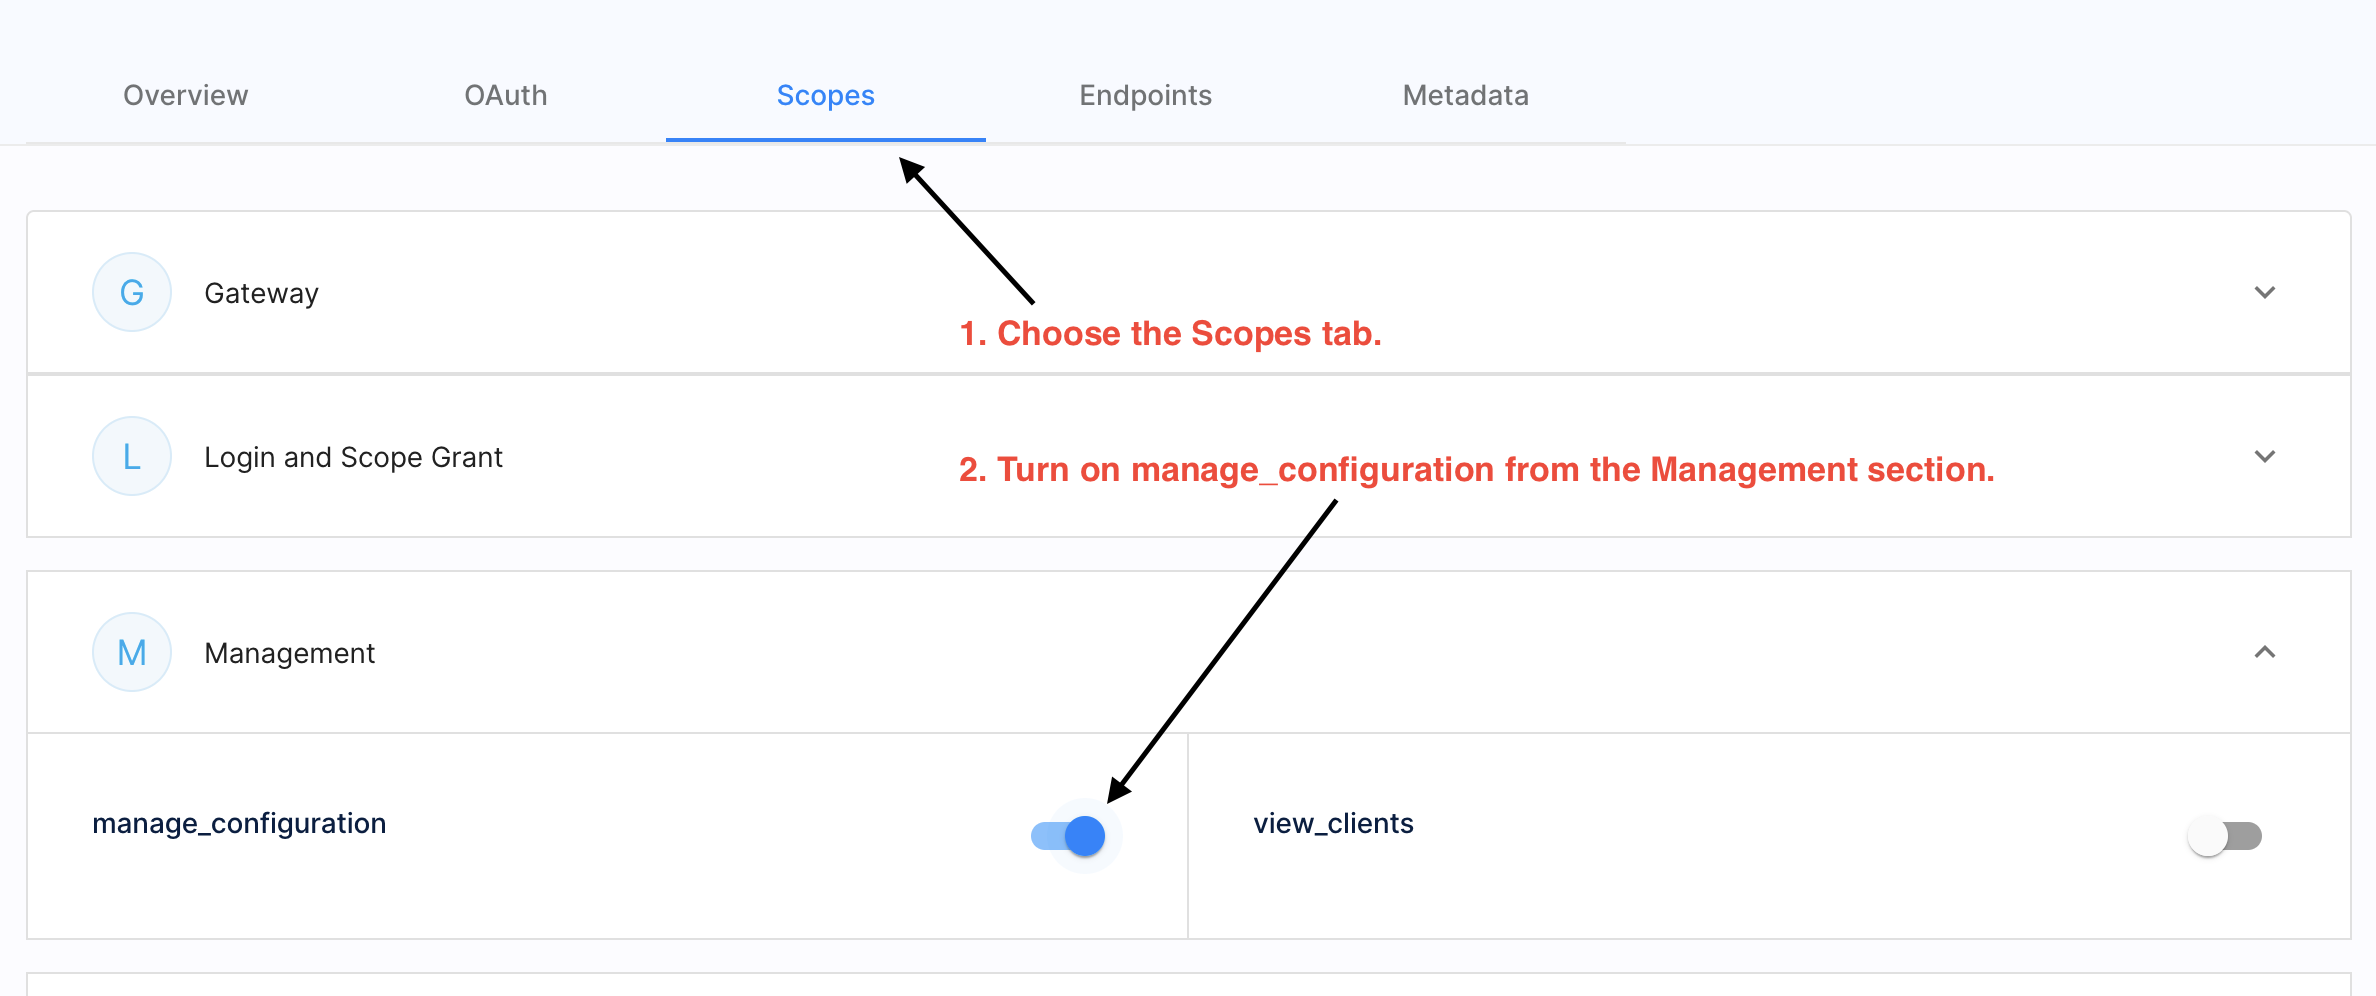 Overview OAuth Scopes Endpoints Metadata
G Gateway
1. Choose the Scopes tab.
L Login and Scope Grant
2. Turn on manage_configuration from the Management section.
M Management
manage_configuration view_clients